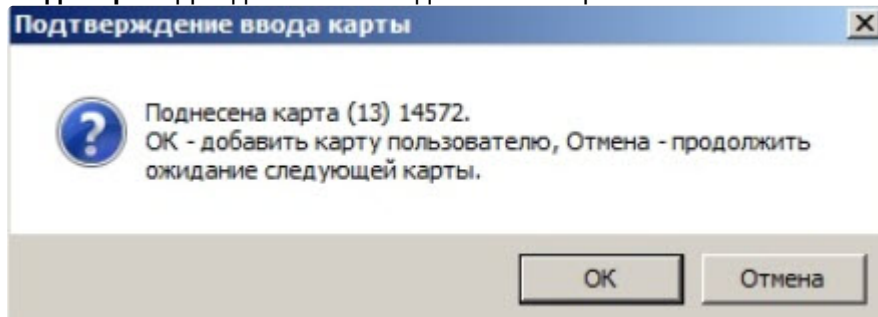 Подтверждение ввода карты
Поднесена карта (13) 14572.
ОК - добавить карту пользователю, Отмена - продолжить
ожидание следующей карты.
ОК
Отмена